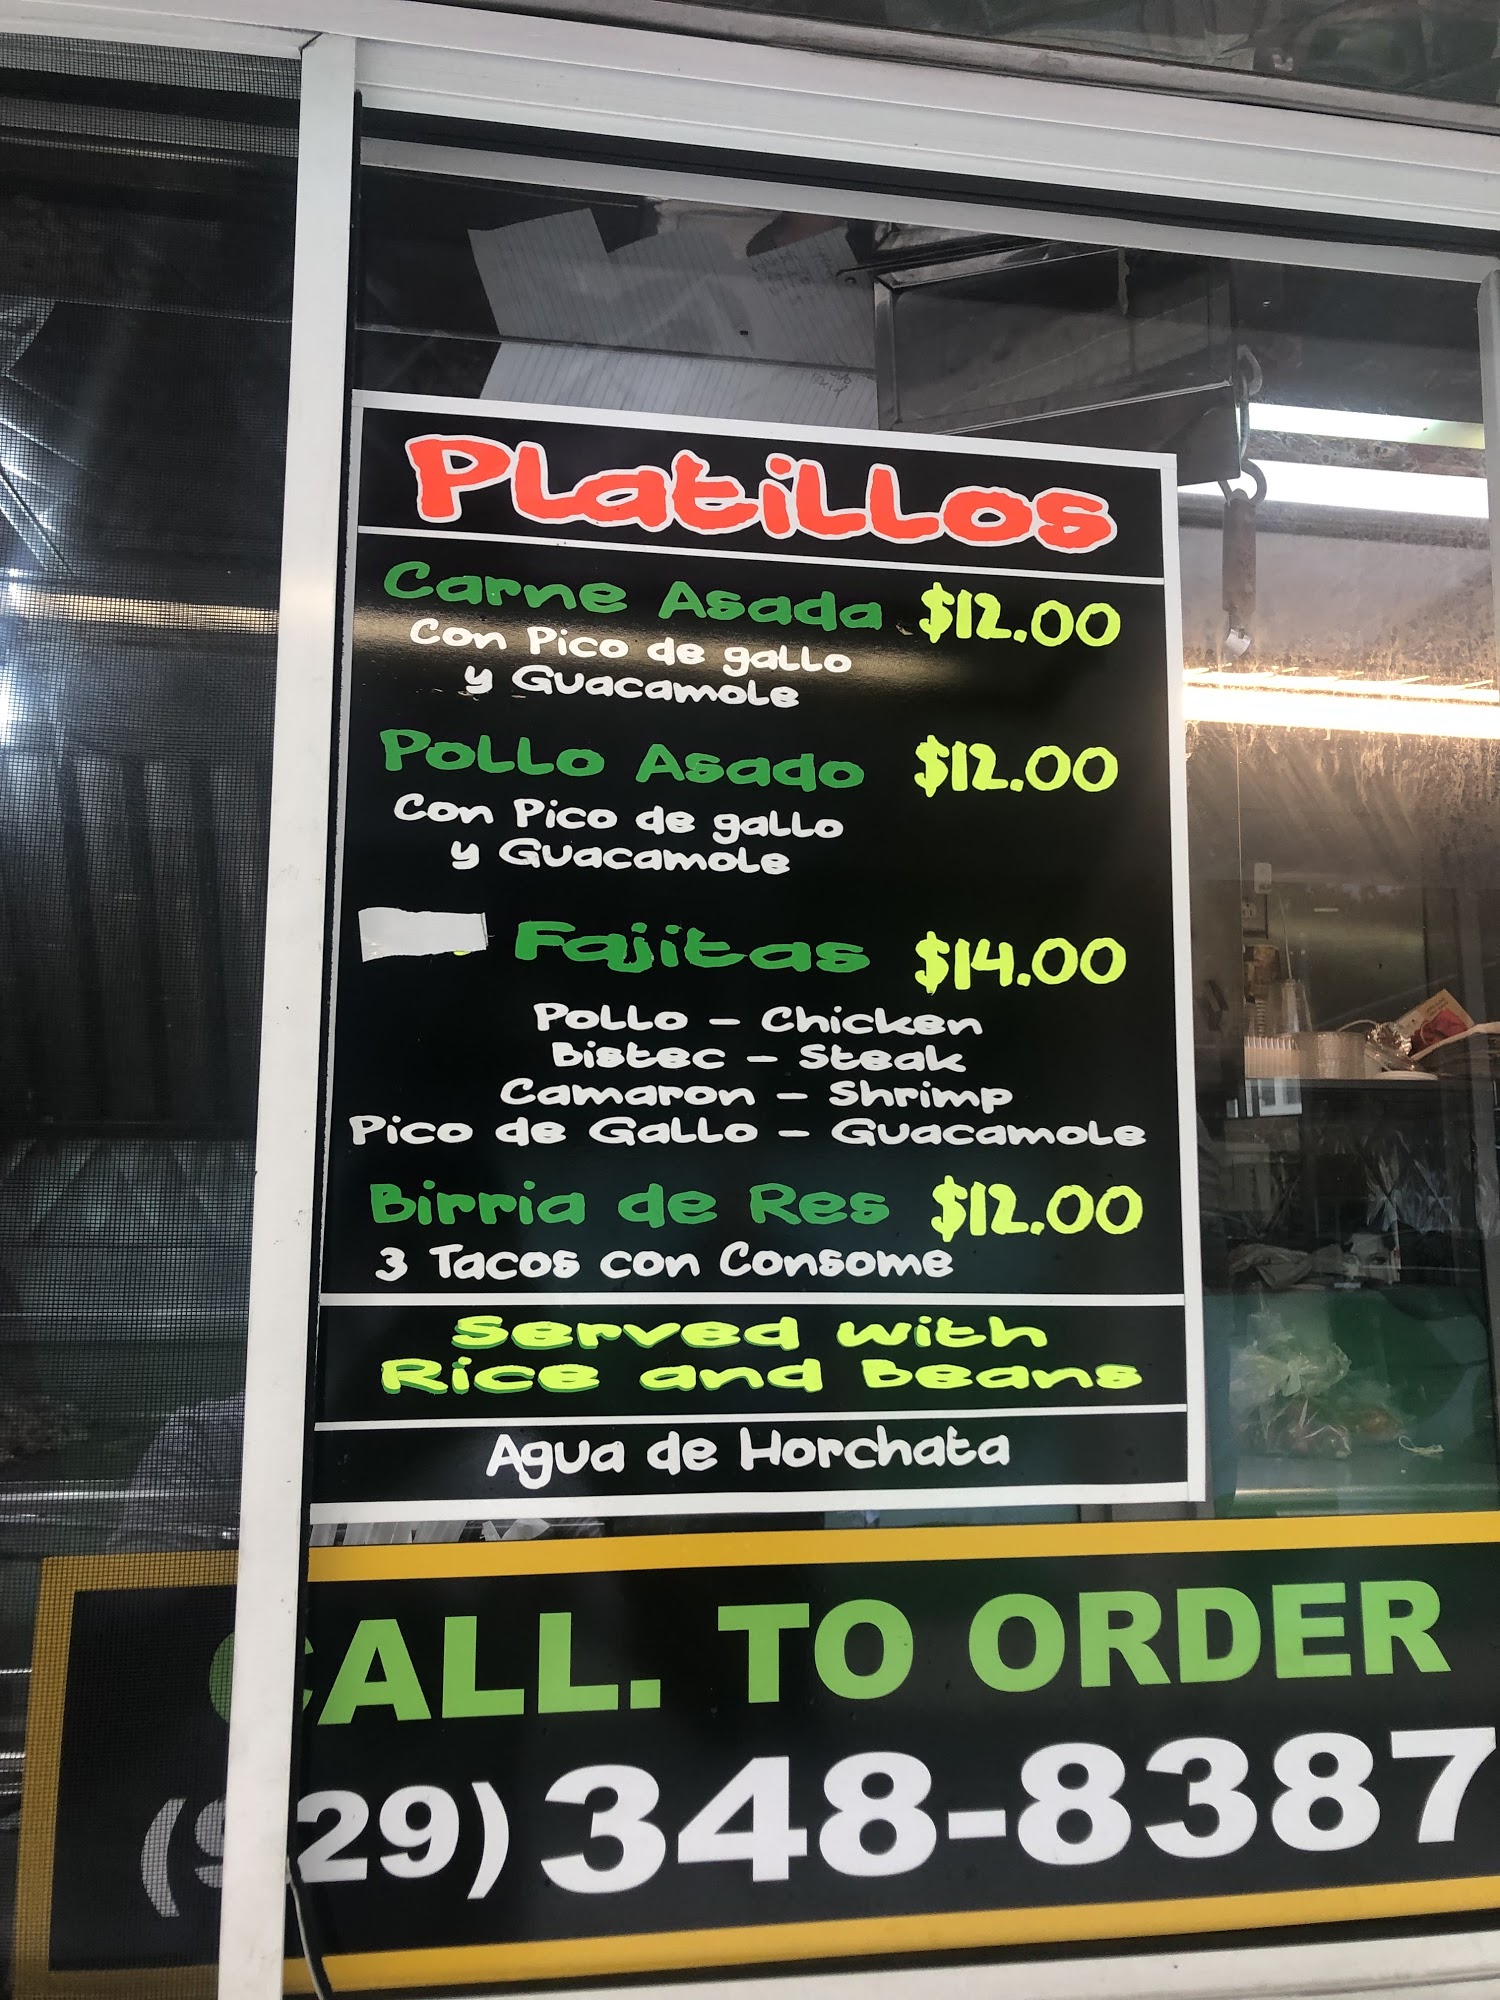 Platillos
Carne Asada $12.00
Con Pico de gallo
y Guacamole
Pollo Asado $12.00
Con Pico de gallo
y Guacamole
Fajitas $14.00
Pollo - Chicken
Bistec - Steak
Camaron - Shrimp
Pico de Gallo - Guacamole
Birria de Res $12.00
3 Tacos con Consome
Served with
Rice and beans
Agua de Horchata
CALL. TO ORDER
(929) 348-8387